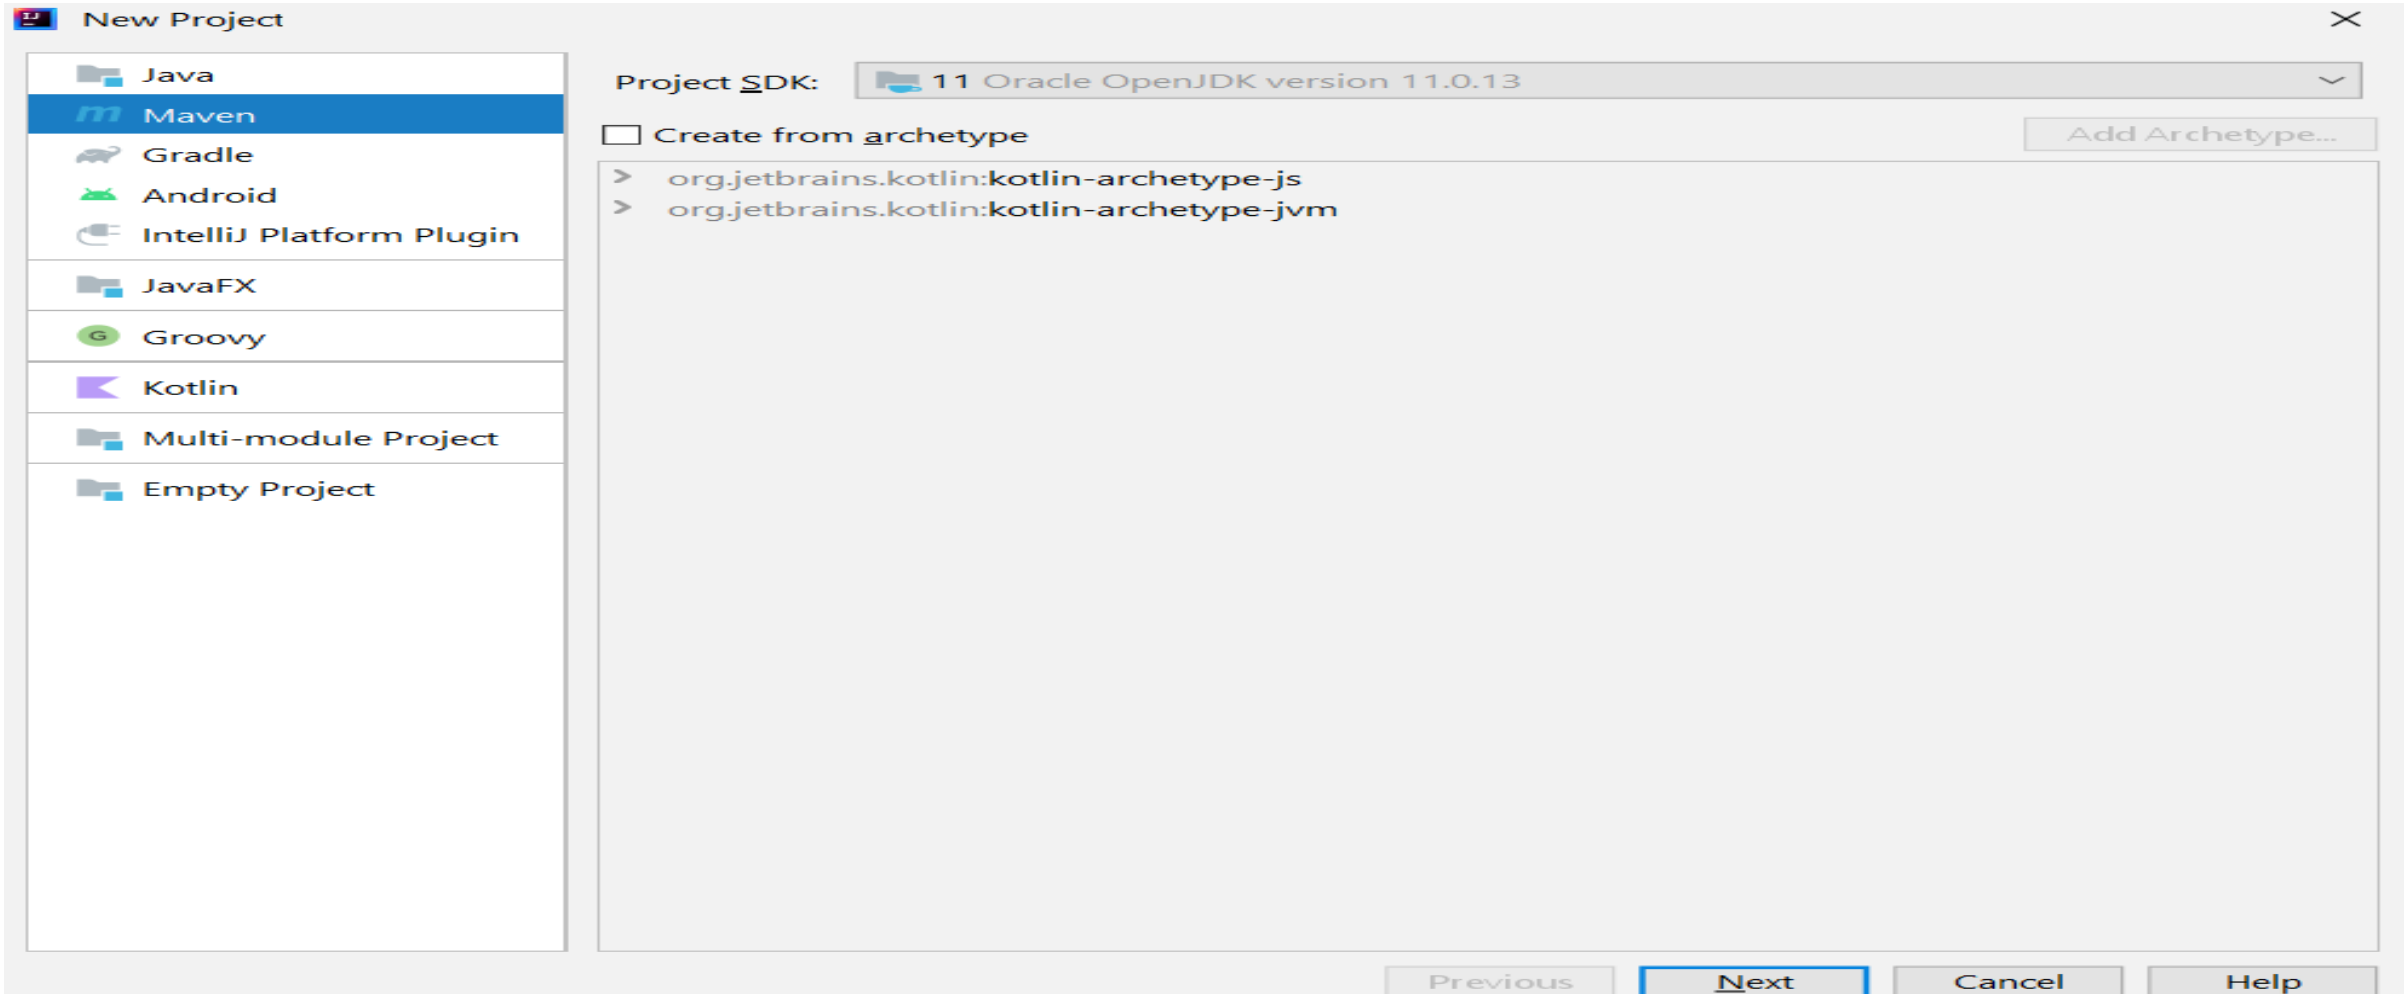 New Project
Java
Maven
Gradle
Android
IntelliJ Platform Plugin
JavaFX
Groovy
Kotlin
Multi-module Project
Empty Project
Project SDK: 11 Oracle OpenJDK version 11.0.13
Create from archetype
Add Archetype...
org.jetbrains.kotlin:kotlin-archetype-js
org.jetbrains.kotlin:kotlin-archetype-jvm
Previous
Next
Cancel
Help